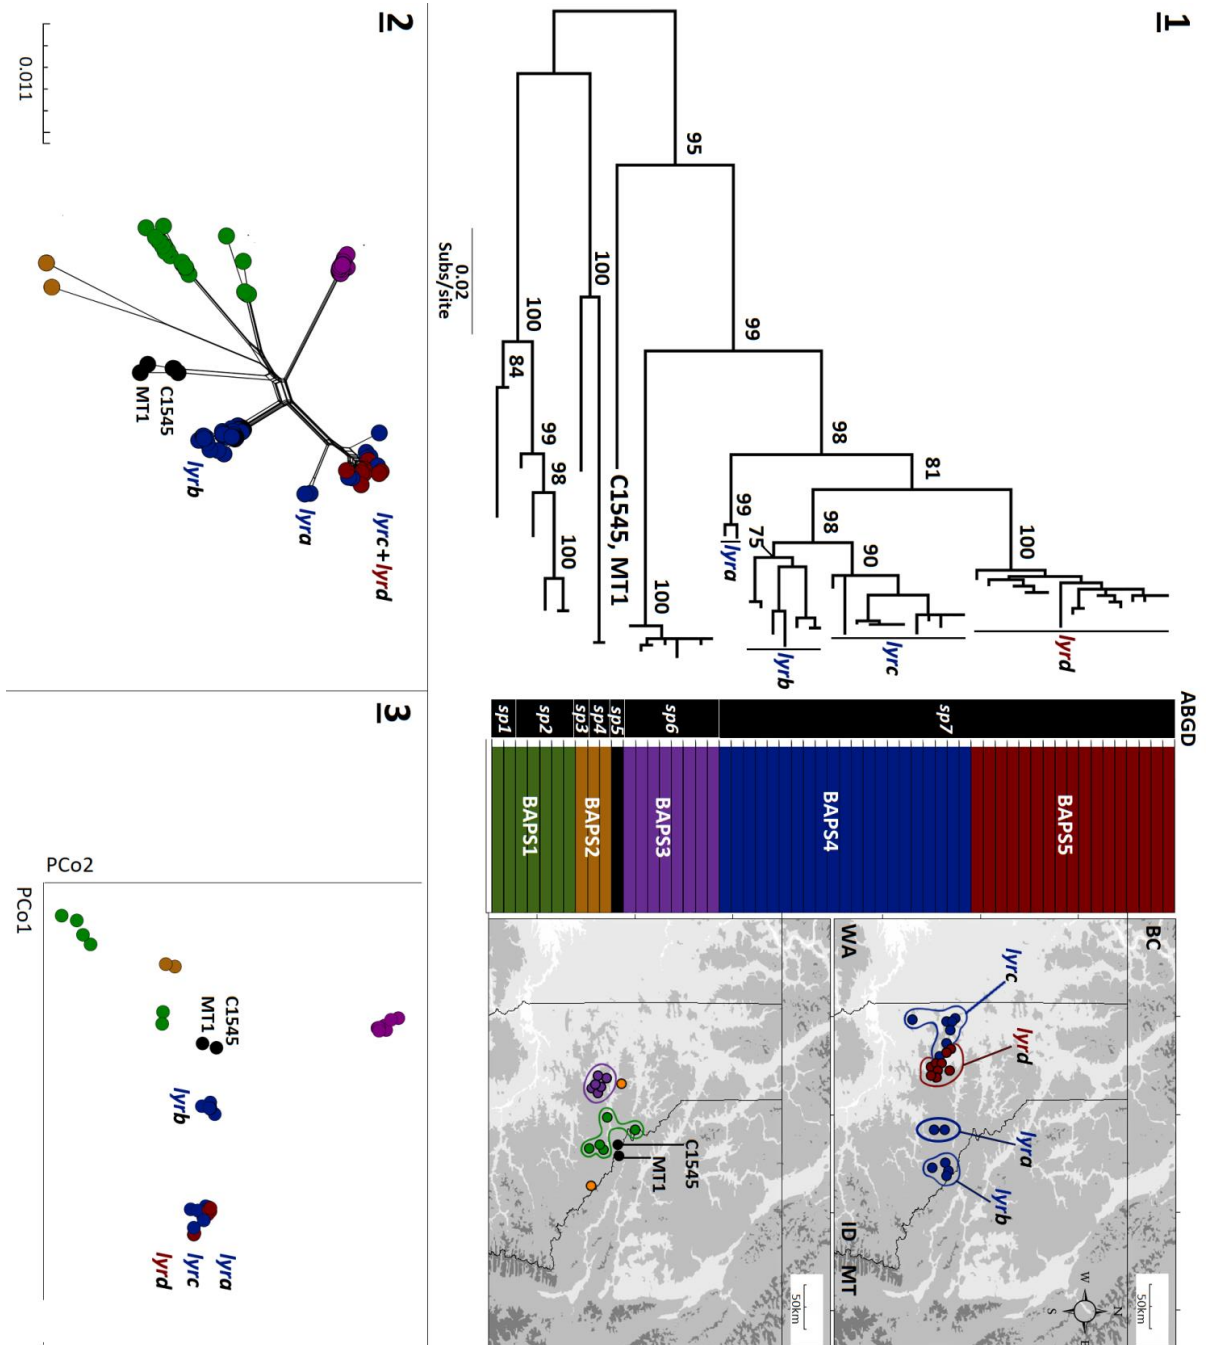 1
95
99
98
81
100
98
90
99
75
100
100
100
84
99
98
100
lyrd
lyrc
lyrb
lyra
C1545, MT1
0.02
Subs/site
ABGD
sp7
sp6
sp5
sp4
sp3
sp2
sp1
BAPS5
BAPS4
BAPS3
BAPS2
BAPS1
BC
WA
ID
MT
lyrc
lyrd
lyra
lyrb
50km
N
W
E
S
C1545
MT1
50km
2
0.011
lyrc+lyrd
lyra
lyrb
C1545
MT1
3
PCo2
PCo1
C1545
MT1
lyrb
lyra
lyrc
lyrd